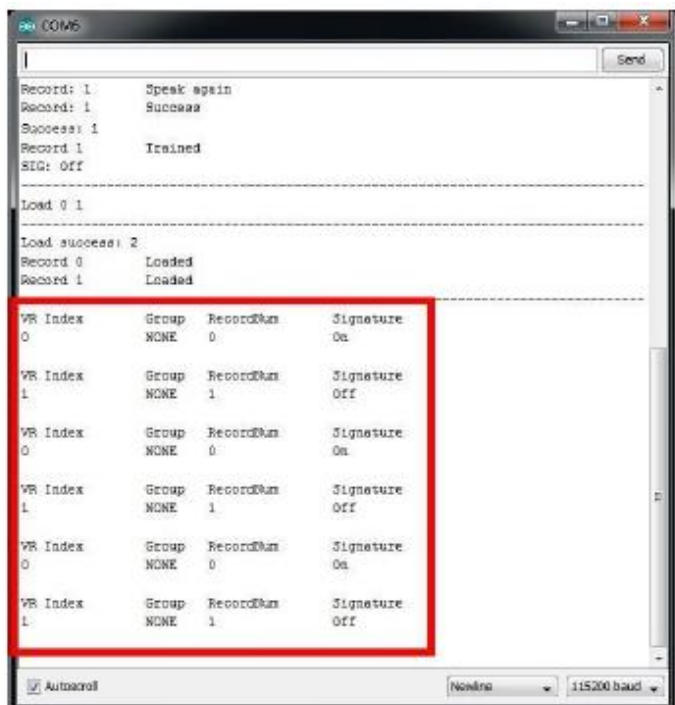 COM6
Send
Record: 1 Speak again
Record: 1 Success
Success: 1
Record 1 Trained
SIG: Off
--------------------------------------------------------------------------------
Load 0 1
--------------------------------------------------------------------------------
Load success: 2
Record 0 Loaded
Record 1 Loaded
--------------------------------------------------------------------------------
VR Index Group RecordNum Signature
0 NONE 0 On
VR Index Group RecordNum Signature
1 NONE 1 Off
VR Index Group RecordNum Signature
0 NONE 0 On
VR Index Group RecordNum Signature
1 NONE 1 Off
VR Index Group RecordNum Signature
0 NONE 0 On
VR Index Group RecordNum Signature
1 NONE 1 Off
Autoscroll Newline 115200 baud